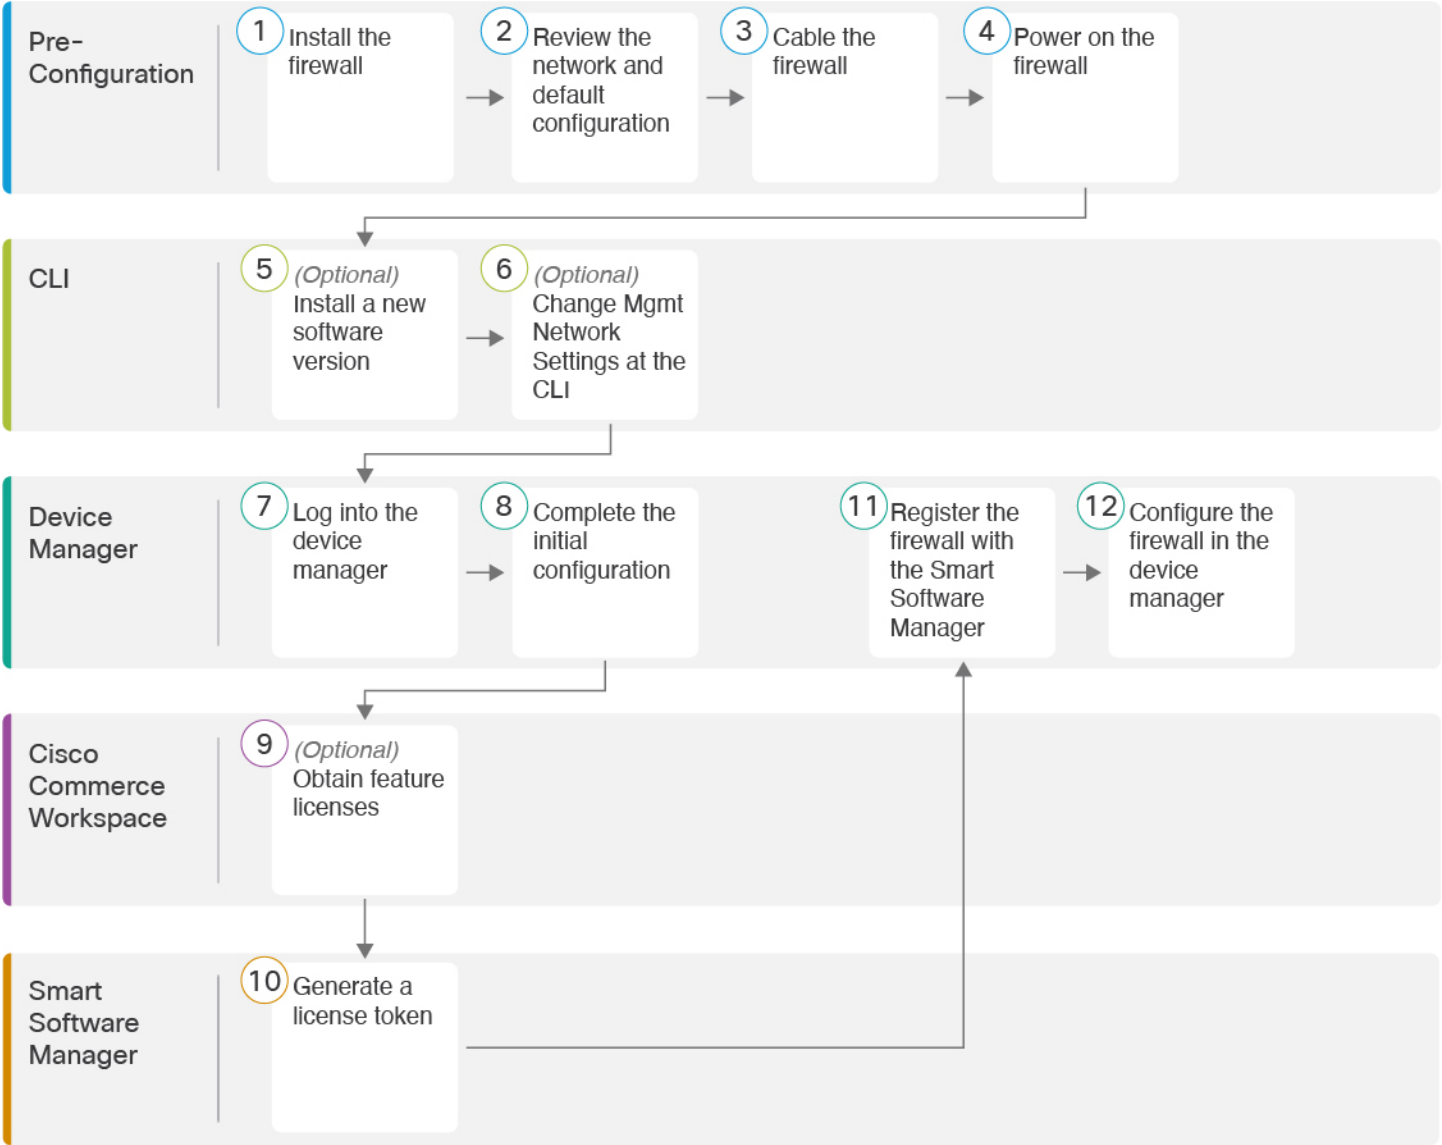 Pre-
Configuration
1
Install the
firewall
2
Review the
network and
default
configuration
3
Cable the
firewall
4
Power on the
firewall
CLI
5
(Optional)
Install a new
software
version
6
(Optional)
Change Mgmt
Network
Settings at the
CLI
Device
Manager
7
Log into the
device
manager
8
Complete the
initial
configuration
11
Register the
firewall with
the Smart
Software
Manager
12
Configure the
firewall in the
device
manager
Cisco
Commerce
Workspace
9
(Optional)
Obtain feature
licenses
Smart
Software
Manager
10
Generate a
license token